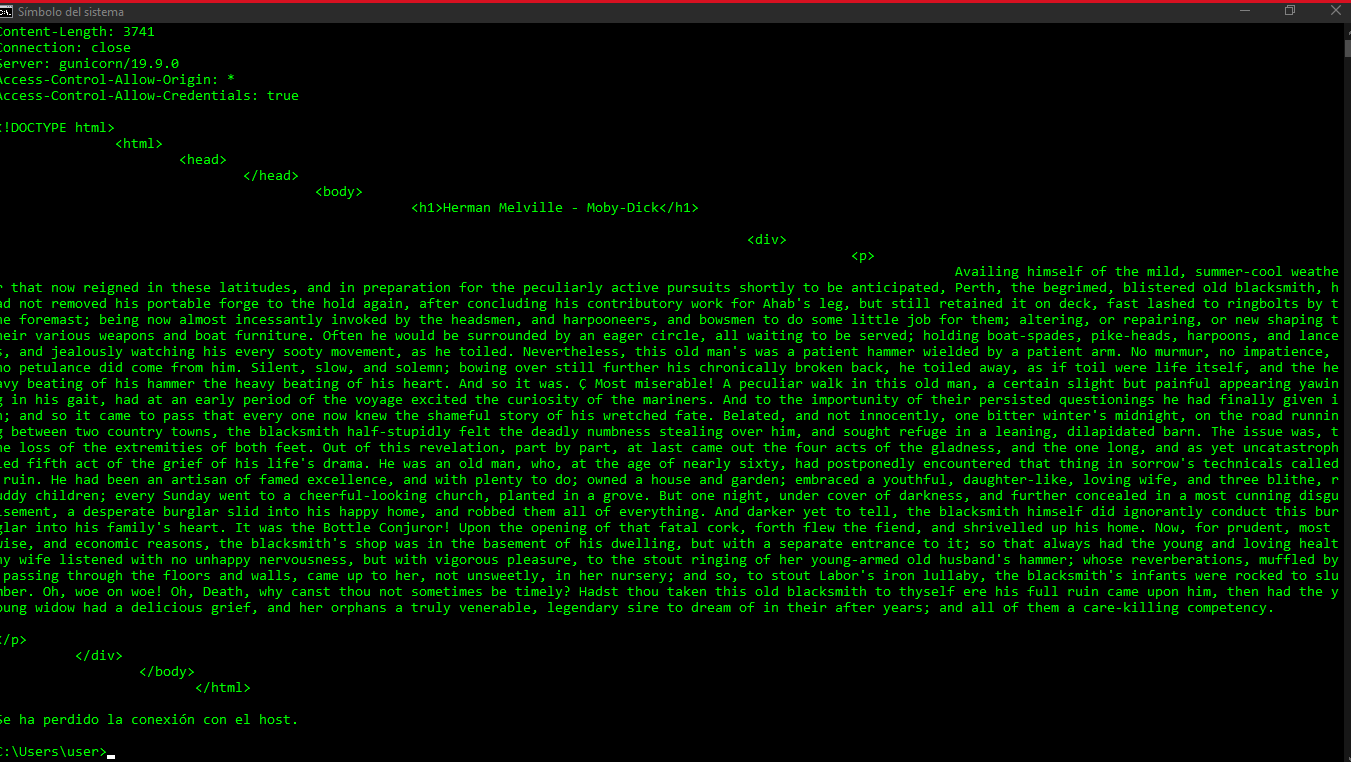 Símbolo del sistema
Content-Length: 3741
Connection: close
Server: gunicorn/19.9.0
Access-Control-Allow-Origin: *
Access-Control-Allow-Credentials: true
<!DOCTYPE html>
<html>
<head>
</head>
<body>
<h1>Herman Melville - Moby-Dick</h1>
<div>
<p>
Availing himself of the mild, summer-cool weathe
r that now reigned in these latitudes, and in preparation for the peculiarly active pursuits shortly to be anticipated, Perth, the begrimed, blistered old blacksmith, h
ad not removed his portable forge to the hold again, after concluding his contributory work for Ahab's leg, but still retained it on deck, fast lashed to ringbolts by t
he foremast; being now almost incessantly invoked by the headsmen, and harpooneers, and bowsmen to do some little job for them; altering, or repairing, or new shaping t
heir various weapons and boat furniture. Often he would be surrounded by an eager circle, all waiting to be served; holding boat-spades, pike-heads, harpoons, and lance
s, and jealously watching his every sooty movement, as he toiled. Nevertheless, this old man's was a patient hammer wielded by a patient arm. No murmur, no impatience,
no petulance did come from him. Silent, slow, and solemn; bowing over still further his chronically broken back, he toiled away, as if toil were life itself, and the he
avy beating of his hammer the heavy beating of his heart. And so it was. Ç Most miserable! A peculiar walk in this old man, a certain slight but painful appearing yawin
g in his gait, had at an early period of the voyage excited the curiosity of the mariners. And to the importunity of their persisted questionings he had finally given i
n; and so it came to pass that every one now knew the shameful story of his wretched fate. Belated, and not innocently, one bitter winter's midnight, on the road runnin
g between two country towns, the blacksmith half-stupidly felt the deadly numbness stealing over him, and sought refuge in a leaning, dilapidated barn. The issue was, t
he loss of the extremities of both feet. Out of this revelation, part by part, at last came out the four acts of the gladness, and the one long, and as yet uncatastroph
ied fifth act of the grief of his life's drama. He was an old man, who, at the age of nearly sixty, had postponedly encountered that thing in sorrow's technicals called
ruin. He had been an artisan of famed excellence, and with plenty to do; owned a house and garden; embraced a youthful, daughter-like, loving wife, and three blithe, r
uddy children; every Sunday went to a cheerful-looking church, planted in a grove. But one night, under cover of darkness, and further concealed in a most cunning disgu
isement, a desperate burglar slid into his happy home, and robbed them all of everything. And darker yet to tell, the blacksmith himself did ignorantly conduct this bur
glar into his family's heart. It was the Bottle Conjuror! Upon the opening of that fatal cork, forth flew the fiend, and shrivelled up his home. Now, for prudent, most
wise, and economic reasons, the blacksmith's shop was in the basement of his dwelling, but with a separate entrance to it; so that always had the young and loving healt
hy wife listened with no unhappy nervousness, but with vigorous pleasure, to the stout ringing of her young-armed old husband's hammer; whose reverberations, muffled by
passing through the floors and walls, came up to her, not unsweetly, in her nursery; and so, to stout Labor's iron lullaby, the blacksmith's infants were rocked to slu
mber. Oh, woe on woe! Oh, Death, why canst thou not sometimes be timely? Hadst thou taken this old blacksmith to thyself ere his full ruin came upon him, then had the y
oung widow had a delicious grief, and her orphans a truly venerable, legendary sire to dream of in their after years; and all of them a care-killing competency.
</p>
</div>
</body>
</html>
Se ha perdido la conexión con el host.
C:\Users\user>